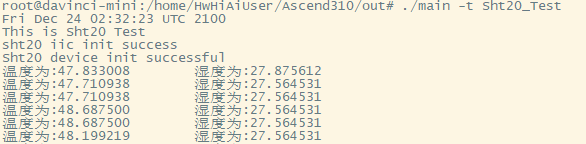 root@davinci-mini:/home/HwHiAiUser/Ascend310/out# ./main -t Sht20_Test
Fri Dec 24 02:32:23 UTC 2100
This is Sht20 Test
sht20 iic init success
Sht20 device init successful
温度为:47.833008 湿度为:27.875612
温度为:47.710938 湿度为:27.564531
温度为:47.710938 湿度为:27.564531
温度为:48.687500 湿度为:27.564531
温度为:48.687500 湿度为:27.564531
温度为:48.199219 湿度为:27.564531